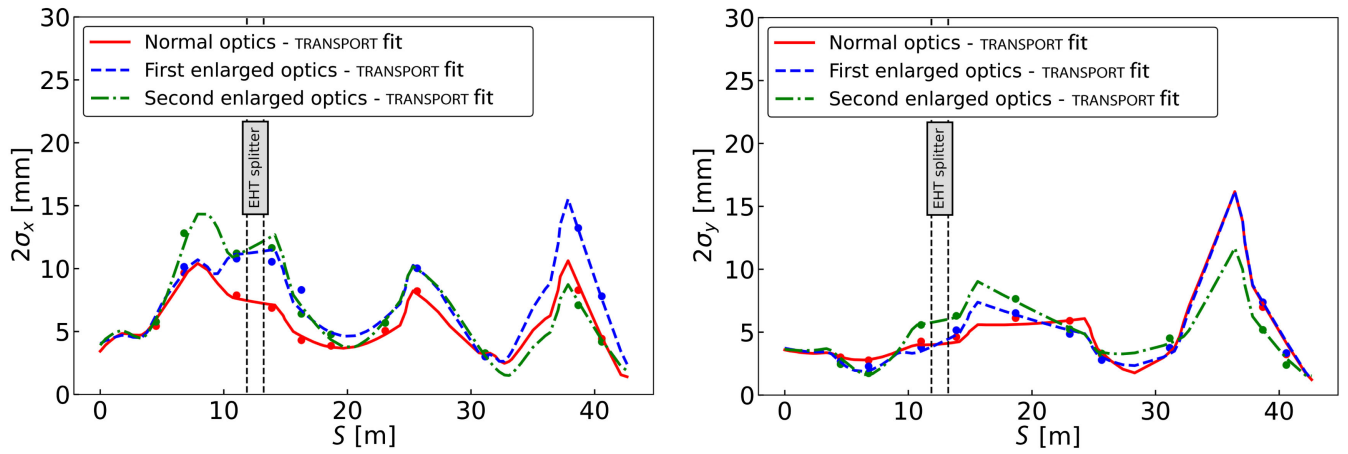 30
25
20
15
10
5
0
2σx [mm]
Normal optics - TRANSPORT fit
First enlarged optics - TRANSPORT fit
Second enlarged optics - TRANSPORT fit
EHT splitter
0 10 20 30 40
S [m]
30
25
20
15
10
5
0
2σy [mm]
Normal optics - TRANSPORT fit
First enlarged optics - TRANSPORT fit
Second enlarged optics - TRANSPORT fit
EHT splitter
0 10 20 30 40
S [m]